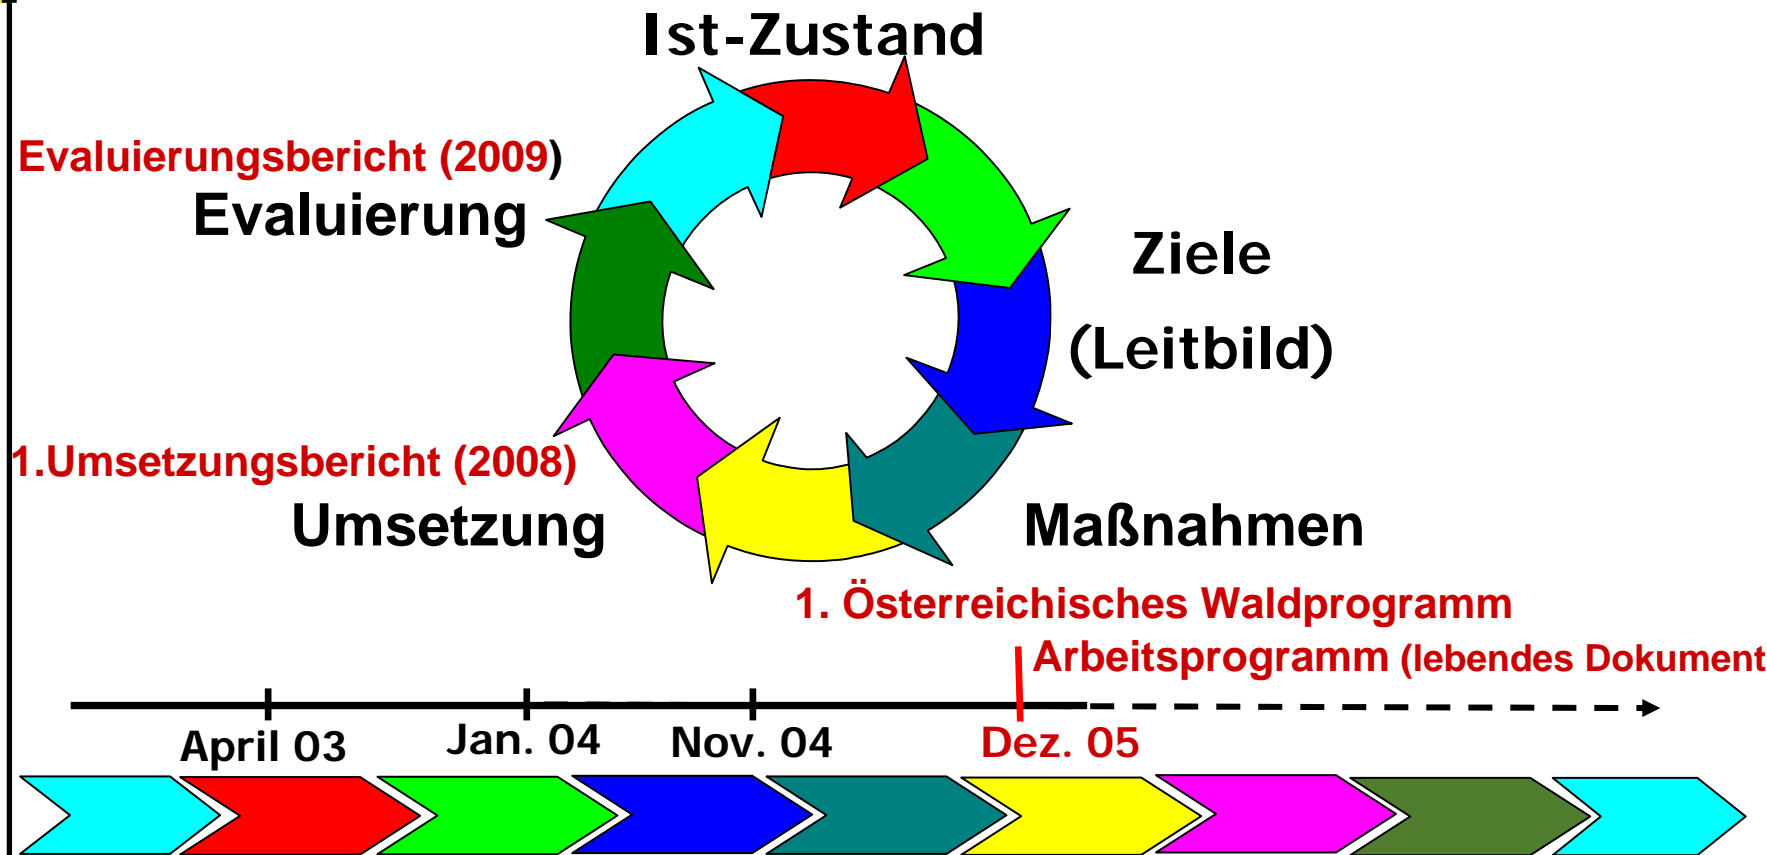 Ist-Zustand
Evaluierungsbericht (2009)
Evaluierung
Ziele
(Leitbild)
1.Umsetzungsbericht (2008)
Umsetzung
Maßnahmen
1. Österreichisches Waldprogramm
Arbeitsprogramm (lebendes Dokument
April 03
Jan. 04
Nov. 04
Dez. 05